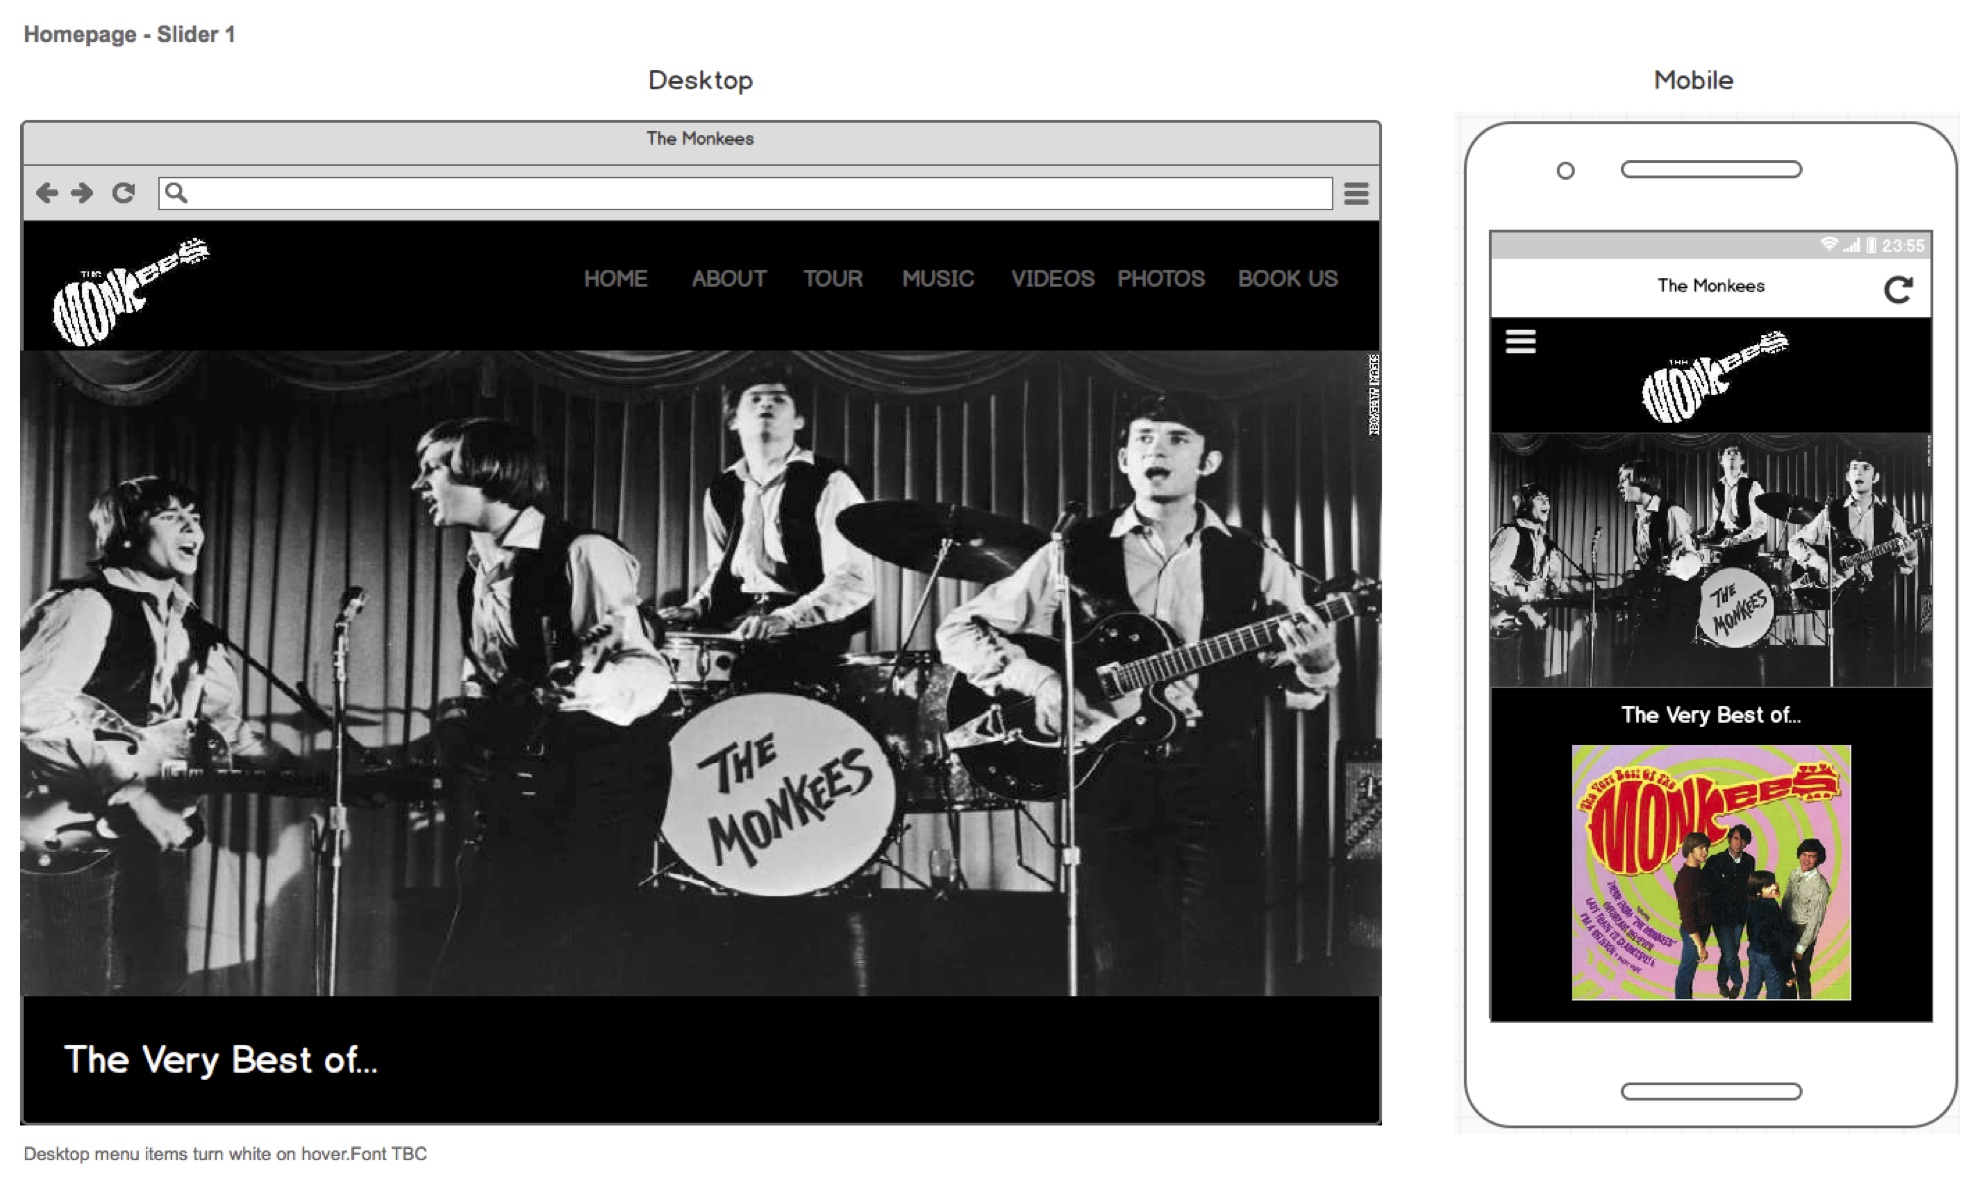 Homepage - Slider 1
Desktop
The Monkees
THE
MONKEES
HOME ABOUT TOUR MUSIC VIDEOS PHOTOS BOOK US
THE
MONKEES
The Very Best of...
Desktop menu items turn white on hover.Font TBC
Mobile
23:55
The Monkees
THE
MONKEES
THE
MONKEES
The Very Best of...
The Very Best Of The
MONKEES